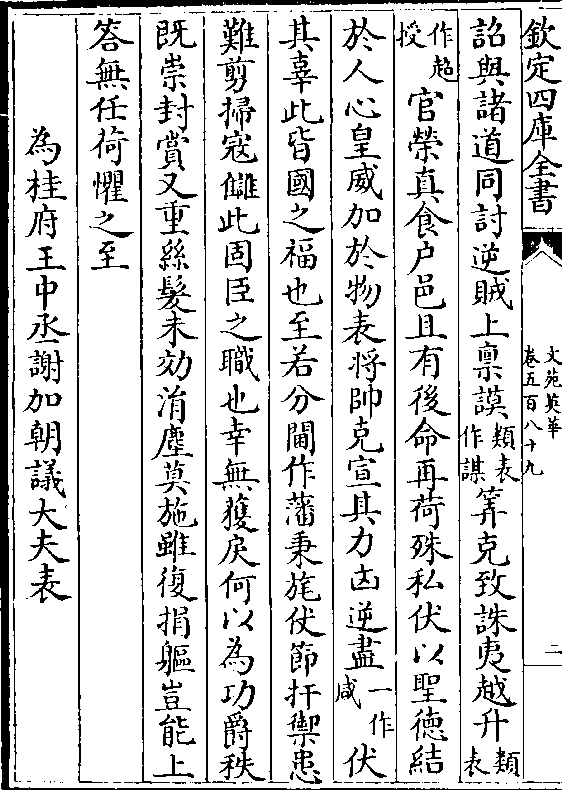 欽定四庫全書
文苑英華
卷五百八十九
二
詔與諸道同討逆賊上禀謨類表作謀筭克致誅夷越升類表
作超授官榮真食户邑且有後命再荷殊私伏以聖德結
於人心皇威加於物表將帥克宣其力凶逆盡一作咸伏
其辜此皆國之福也至若分閫作藩秉旄仗節扞禦患
難剪掃寇讎此固臣之職也幸無獲戾何以為功爵秩
既崇封賞又重絲髮未効涓塵莫施雖復捐軀豈能上
答無任荷懼之至
為桂府王中丞謝加朝議大夫表